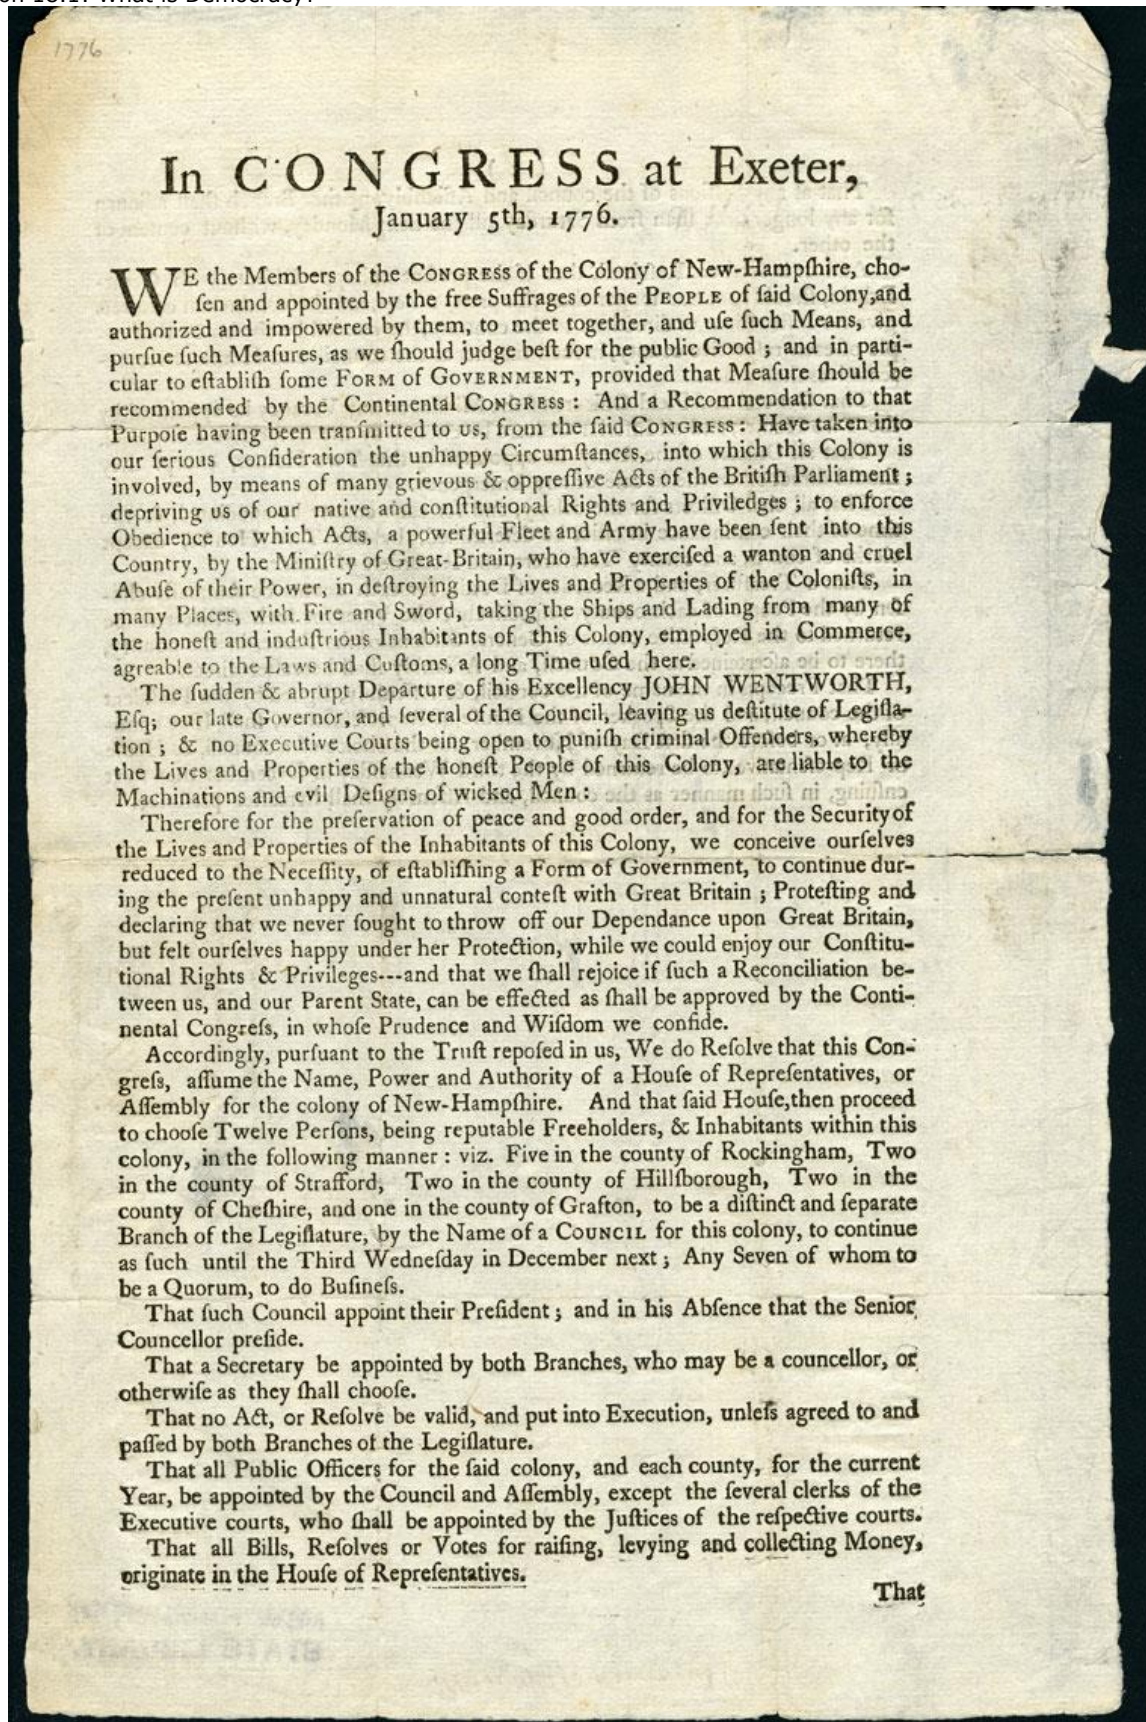 on 18.1: What is Democracy?
1776
In CONGRESS at Exeter,
January 5th, 1776.
WE the Members of the CONGRESS of the Colony of New-Hampſhire, cho-
ſen and appointed by the free Suffrages of the PEOPLE of ſaid Colony,and
authorized and impowered by them, to meet together, and uſe ſuch Means, and
purſue ſuch Meaſures, as we ſhould judge beſt for the public Good ; and in parti-
cular to eſtabliſh ſome FORM of GOVERNMENT, provided that Meaſure ſhould be
recommended by the Continental CONGRESS : And a Recommendation to that
Purpoſe having been tranſmitted to us, from the ſaid CONGRESS : Have taken into
our ſerious Conſideration the unhappy Circumſtances, into which this Colony is
involved, by means of many grievous & oppreſſive Acts of the Britiſh Parliament ;
depriving us of our native and conſtitutional Rights and Priviledges ; to enforce
Obedience to which Acts, a powerful Fleet and Army have been ſent into this
Country, by the Miniſtry of Great-Britain, who have exerciſed a wanton and cruel
Abuſe of their Power, in deſtroying the Lives and Properties of the Coloniſts, in
many Places, with Fire and Sword, taking the Ships and Lading from many of
the honeſt and induſtrious Inhabitants of this Colony, employed in Commerce,
agreable to the Laws and Cuſtoms, a long Time uſed here.
The ſudden & abrupt Departure of his Excellency JOHN WENTWORTH,
Eſq; our late Governor, and ſeveral of the Council, leaving us deſtitute of Legiſla-
tion ; & no Executive Courts being open to puniſh criminal Offenders, whereby
the Lives and Properties of the honeſt People of this Colony, are liable to the
Machinations and evil Deſigns of wicked Men :
Therefore for the preſervation of peace and good order, and for the Security of
the Lives and Properties of the Inhabitants of this Colony, we conceive ourſelves
reduced to the Neceſſity, of eſtabliſhing a Form of Government, to continue dur-
ing the preſent unhappy and unnatural conteſt with Great Britain ; Proteſting and
declaring that we never ſought to throw off our Dependance upon Great Britain,
but felt ourſelves happy under her Protection, while we could enjoy our Conſtitu-
tional Rights & Privileges---and that we ſhall rejoice if ſuch a Reconciliation be-
tween us, and our Parent State, can be effected as ſhall be approved by the Conti-
nental Congreſs, in whoſe Prudence and Wiſdom we confide.
Accordingly, purſuant to the Truſt repoſed in us, We do Reſolve that this Con-
greſs, aſſume the Name, Power and Authority of a Houſe of Repreſentatives, or
Aſſembly for the colony of New-Hampſhire. And that ſaid Houſe,then proceed
to chooſe Twelve Perſons, being reputable Freeholders, & Inhabitants within this
colony, in the following manner : viz. Five in the county of Rockingham, Two
in the county of Strafford, Two in the county of Hillſborough, Two in the
county of Cheſhire, and one in the county of Grafton, to be a diſtinct and ſeparate
Branch of the Legiſlature, by the Name of a COUNCIL for this colony, to continue
as ſuch until the Third Wedneſday in December next ; Any Seven of whom to
be a Quorum, to do Buſineſs.
That ſuch Council appoint their Preſident ; and in his Abſence that the Senior
Councellor preſide.
That a Secretary be appointed by both Branches, who may be a councellor, or
otherwiſe as they ſhall chooſe.
That no Act, or Reſolve be valid, and put into Execution, unleſs agreed to and
paſſed by both Branches of the Legiſlature.
That all Public Officers for the ſaid colony, and each county, for the current
Year, be appointed by the Council and Aſſembly, except the ſeveral clerks of the
Executive courts, who ſhall be appointed by the Juſtices of the reſpective courts.
That all Bills, Reſolves or Votes for raiſing, levying and collecting Money,
originate in the Houſe of Repreſentatives.
That